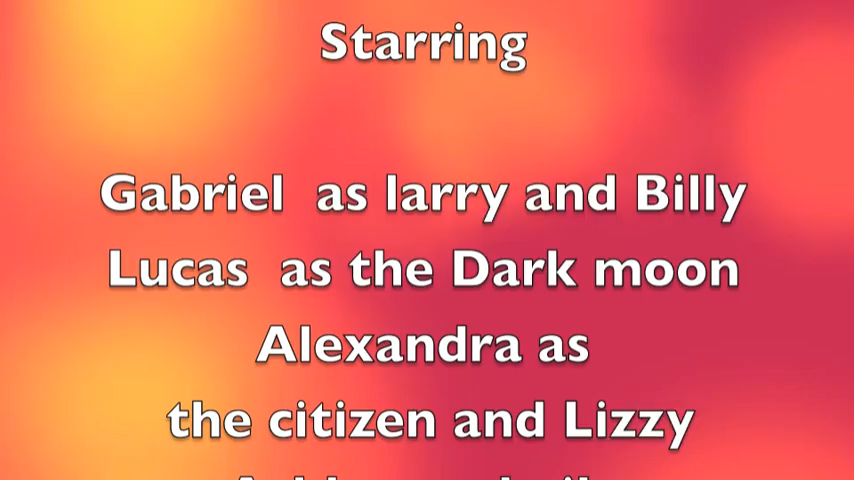 Starring
Gabriel  as larry and Billy
Lucas  as the Dark moon
Alexandra as
the citizen and Lizzy